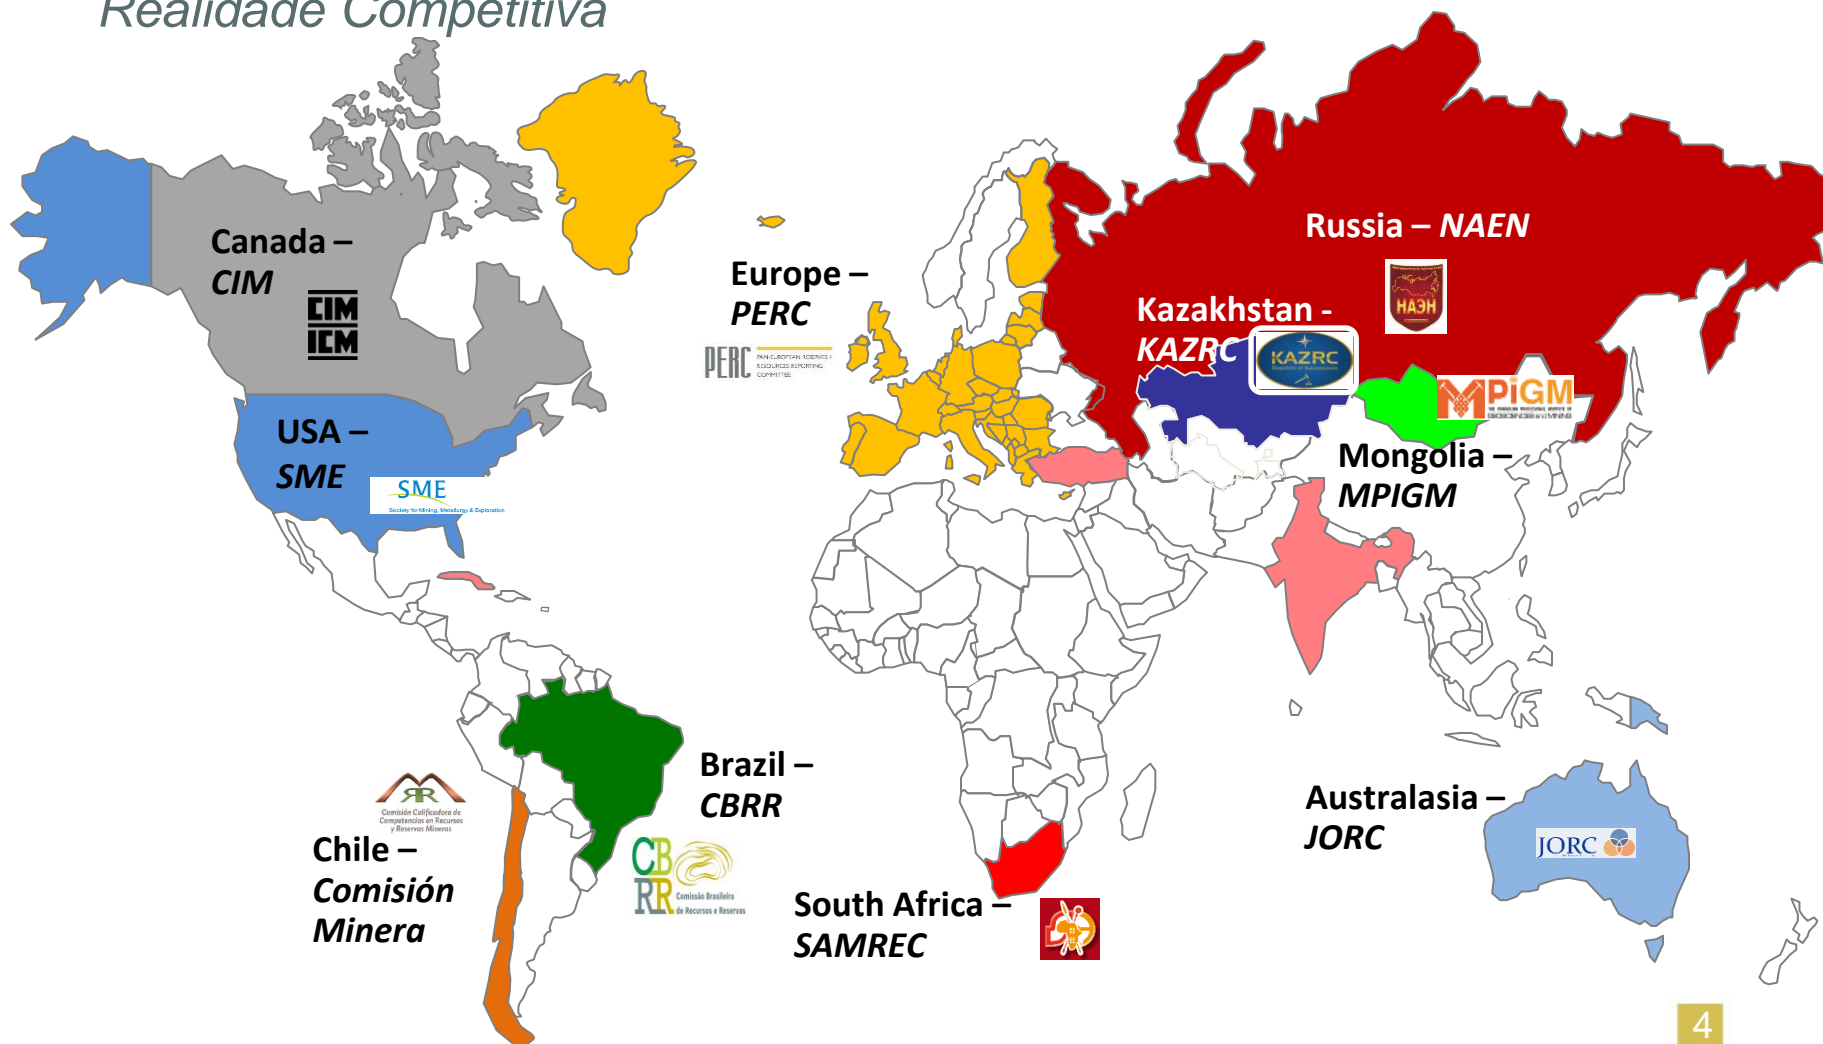 Realidade Competitiva
Canada –
CIM
CIM
ICM
USA –
SME
SME
Society for Mining, Metallurgy & Exploration
Europe –
PERC
PERC
PAN-EUROPEAN RESERVES &
RESOURCES REPORTING
COMMITTEE
Russia – NAEN
НАЭН
Kazakhstan -
KAZRC
KAZRC
Republic of Kazakhstan
MPIGM
Mongolia –
MPIGM
Brazil –
CBRR
CB
RR
Comissão Brasileira
de Recursos e Reservas
Comisión Calificadora de
Competencias en Recursos
y Reservas Mineras
Chile –
Comisión
Minera
South Africa –
SAMREC
Australasia –
JORC
JORC
4